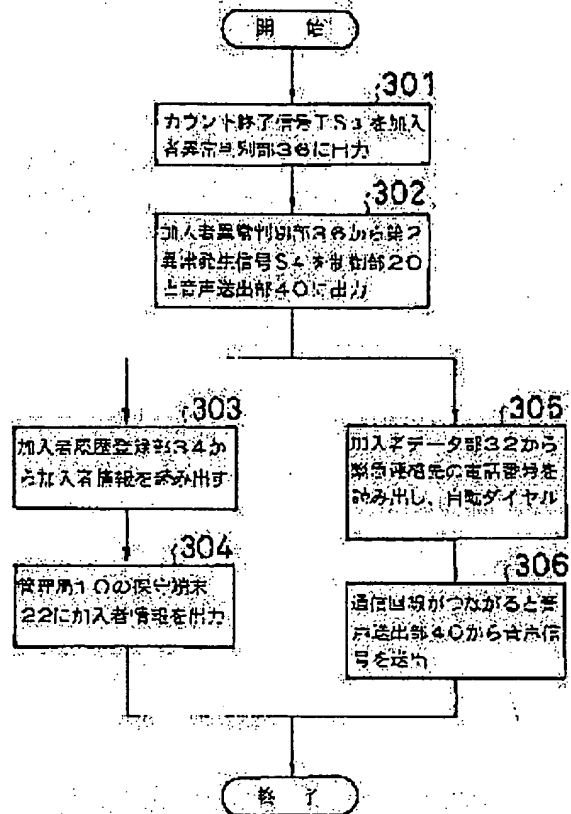 開 始
301
カウント終了信号TS3を加入
者異常判別部36に出力
302
加入者異常判別部36から第2
異常発生信号S4を制御部20
と音声送出部40に出力
303
加入者履歴登録部34か
ら加入者情報を読み出す
304
管理局10の保守端末
22に加入者情報を出力
305
加入者データ部32から
緊急連絡先の電話番号を
読み出し、自動ダイヤル
306
通信回線がつながると音
声送出部40から音声信
号を送出
終 了